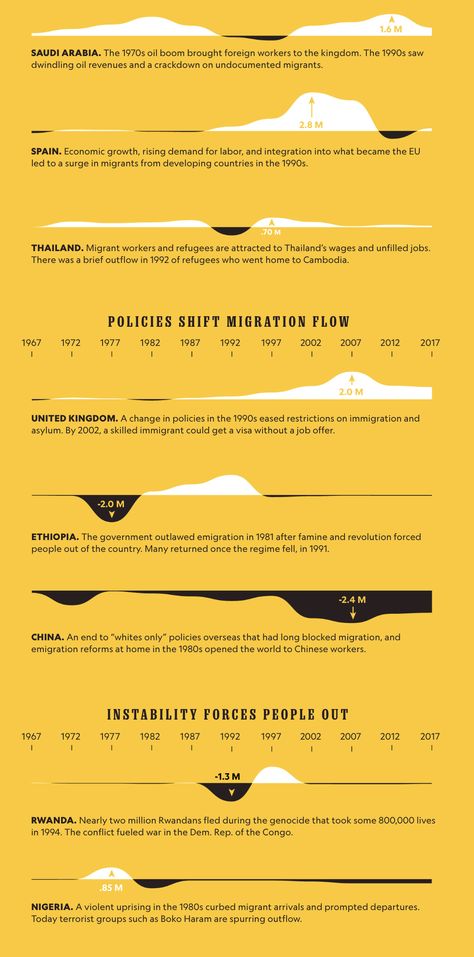 1.6 M
SAUDI ARABIA. The 1970s oil boom brought foreign workers to the kingdom. The 1990s saw
dwindling oil revenues and a crackdown on undocumented migrants.
2.8 M
SPAIN. Economic growth, rising demand for labor, and integration into what became the EU
led to a surge in migrants from developing countries in the 1990s.
.70 M
THAILAND. Migrant workers and refugees are attracted to Thailand's wages and unfilled jobs.
There was a brief outflow in 1992 of refugees who went home to Cambodia.
POLICIES SHIFT MIGRATION FLOW
1967 1972 1977 1982 1987 1992 1997 2002 2007 2012 2017
2.0 M
UNITED KINGDOM. A change in policies in the 1990s eased restrictions on immigration and
asylum. By 2002, a skilled immigrant could get a visa without a job offer.
-2.0 M
ETHIOPIA. The government outlawed emigration in 1981 after famine and revolution forced
people out of the country. Many returned once the regime fell, in 1991.
-2.4 M
CHINA. An end to "whites only" policies overseas that had long blocked migration, and
emigration reforms at home in the 1980s opened the world to Chinese workers.
INSTABILITY FORCES PEOPLE OUT
1967 1972 1977 1982 1987 1992 1997 2002 2007 2012 2017
-1.3 M
RWANDA. Nearly two million Rwandans fled during the genocide that took some 800,000 lives
in 1994. The conflict fueled war in the Dem. Rep. of the Congo.
.85 M
NIGERIA. A violent uprising in the 1980s curbed migrant arrivals and prompted departures.
Today terrorist groups such as Boko Haram are spurring outflow.